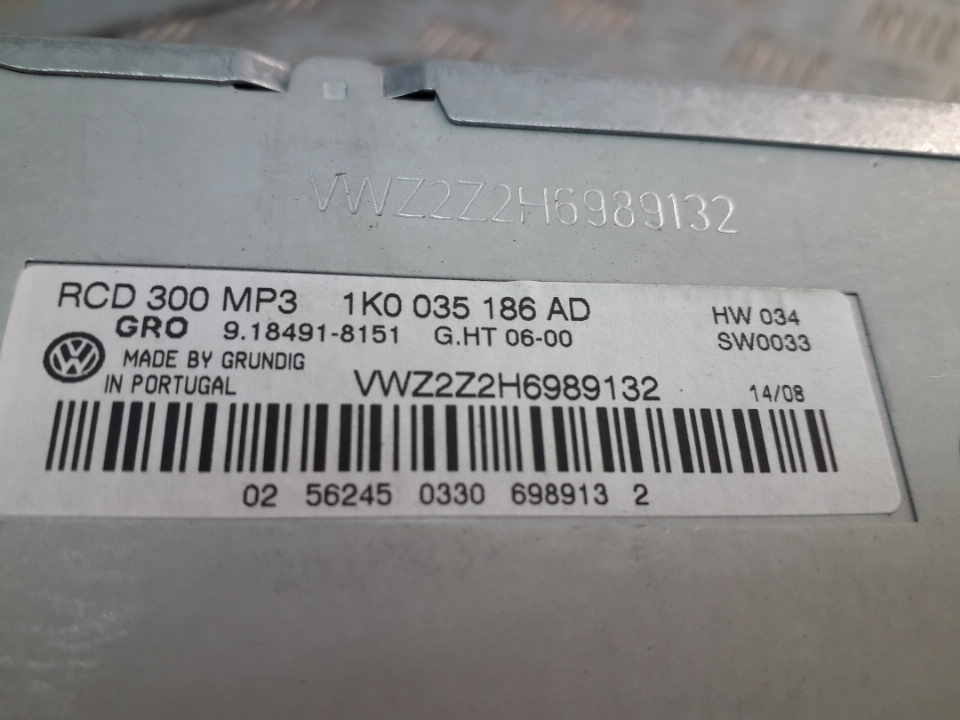 VWZ2Z2H6989132
RCD 300 MP3 1K0 035 186 AD HW 034
GRO 9.18491-8151 G.HT 06-00 SW0033
MADE BY GRUNDIG
IN PORTUGAL VWZ2Z2H6989132 14/08
02 56245 0330 698913 2